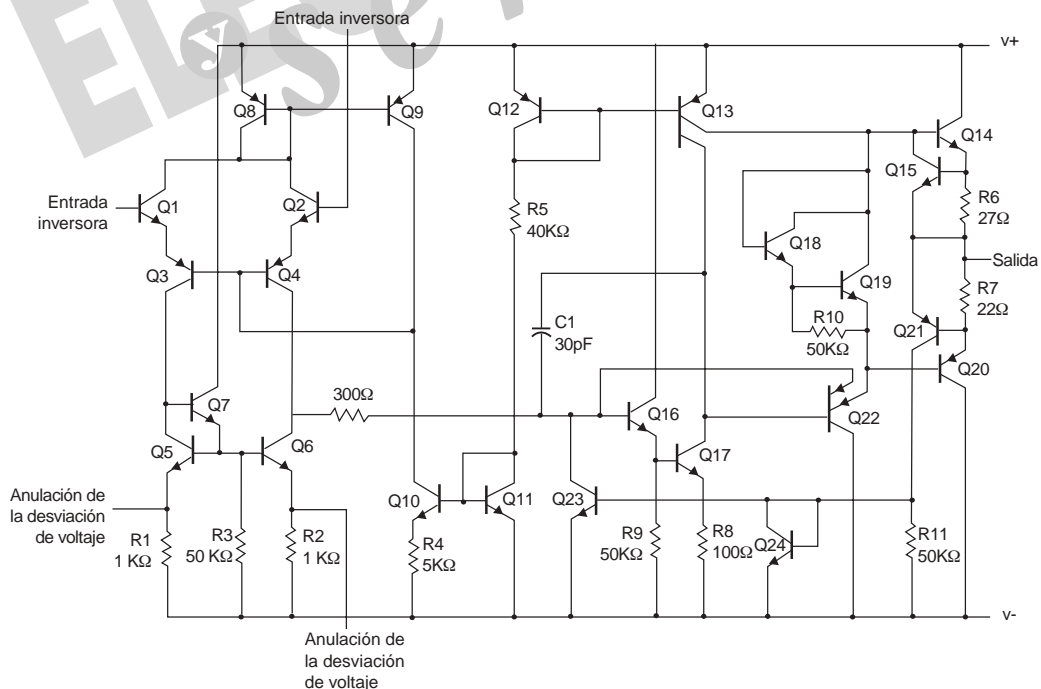 ELE
y
se
Entrada inversora
v+
Q8
Q9
Q12
Q13
Q14
Q15
Entrada
inversora
Q1
Q2
R5
40KΩ
R6
27Ω
Q18
Salida
Q3
Q4
Q19
R7
22Ω
C1
30pF
R10
50KΩ
Q21
Q20
300Ω
Q7
Q16
Q22
Q5
Q6
Q17
Anulación de
la desviación
de voltaje
Q10
Q11
Q23
R1
1 KΩ
R3
50 KΩ
R2
1 KΩ
R4
5KΩ
R9
50KΩ
R8
100Ω
Q24
R11
50KΩ
v-
Anulación de
la desviación
de voltaje